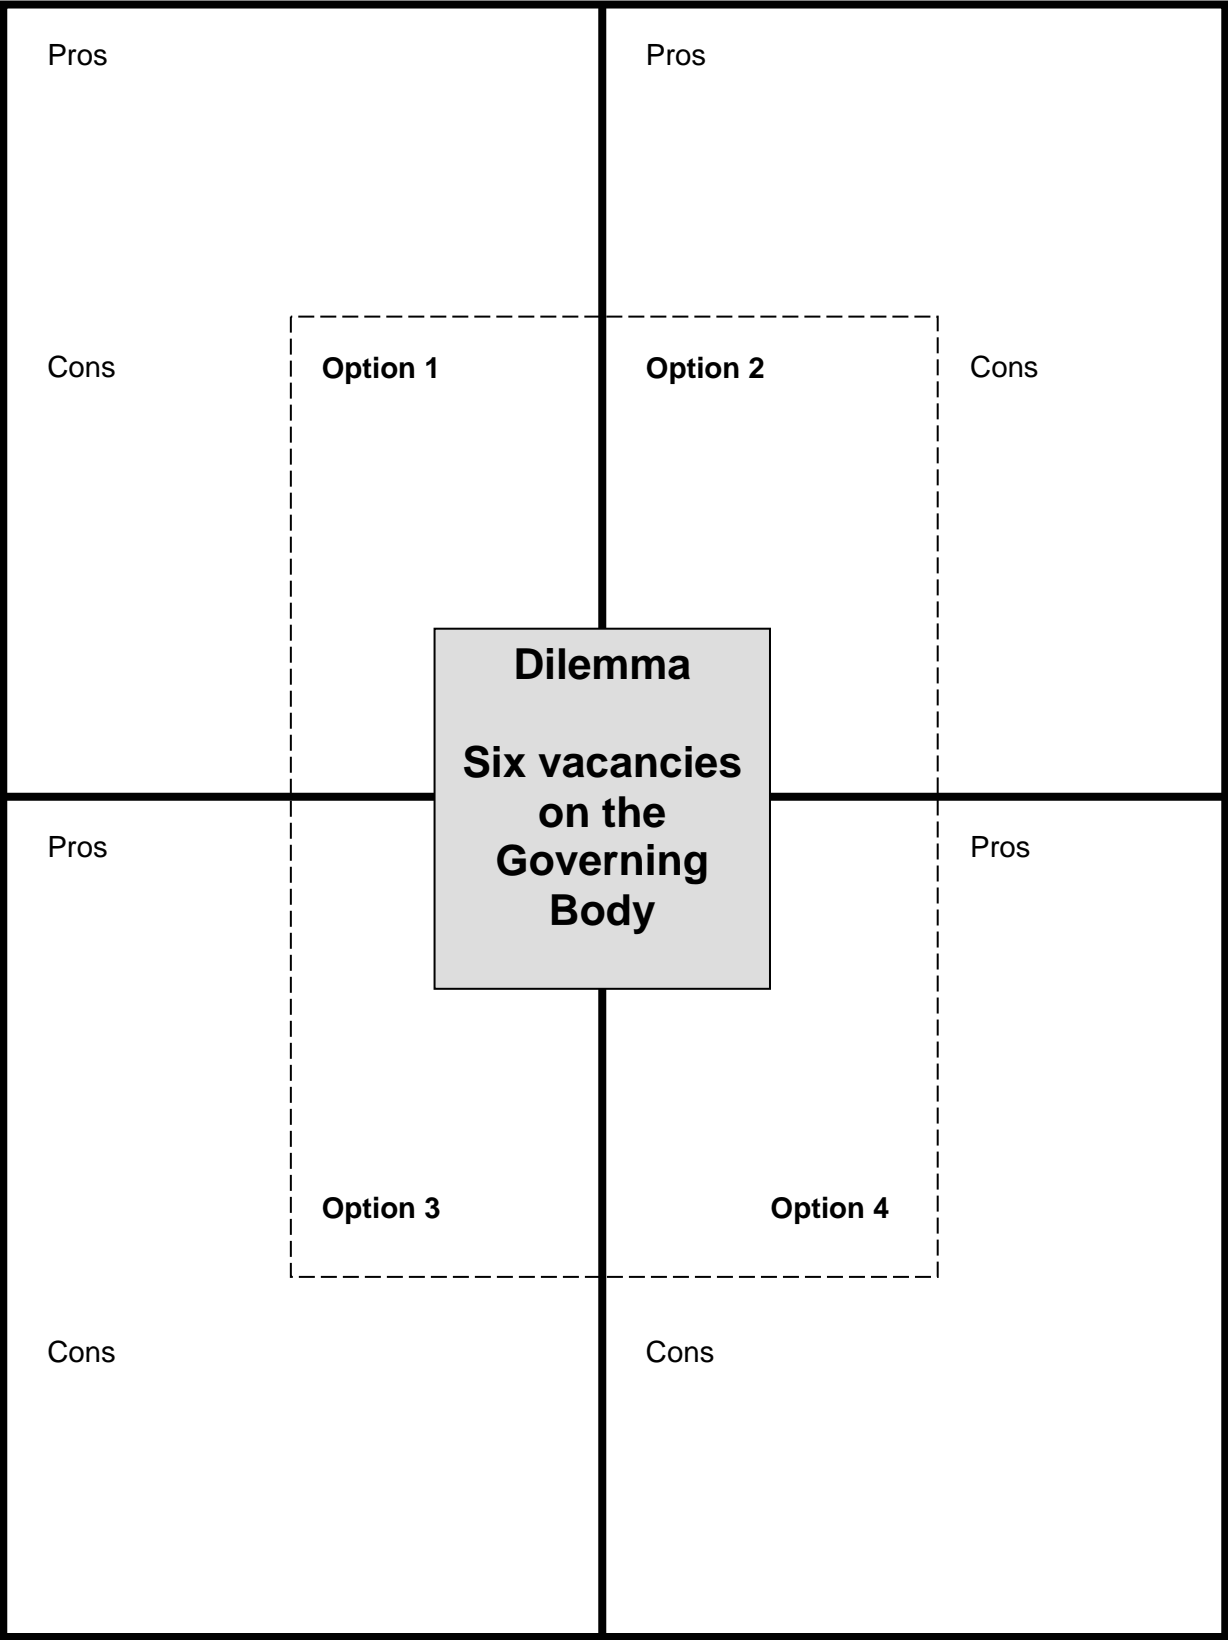 Pros
Pros
Cons
Option 1
Option 2
Cons
Dilemma
Six vacancies
on the
Governing
Body
Pros
Pros
Option 3
Option 4
Cons
Cons